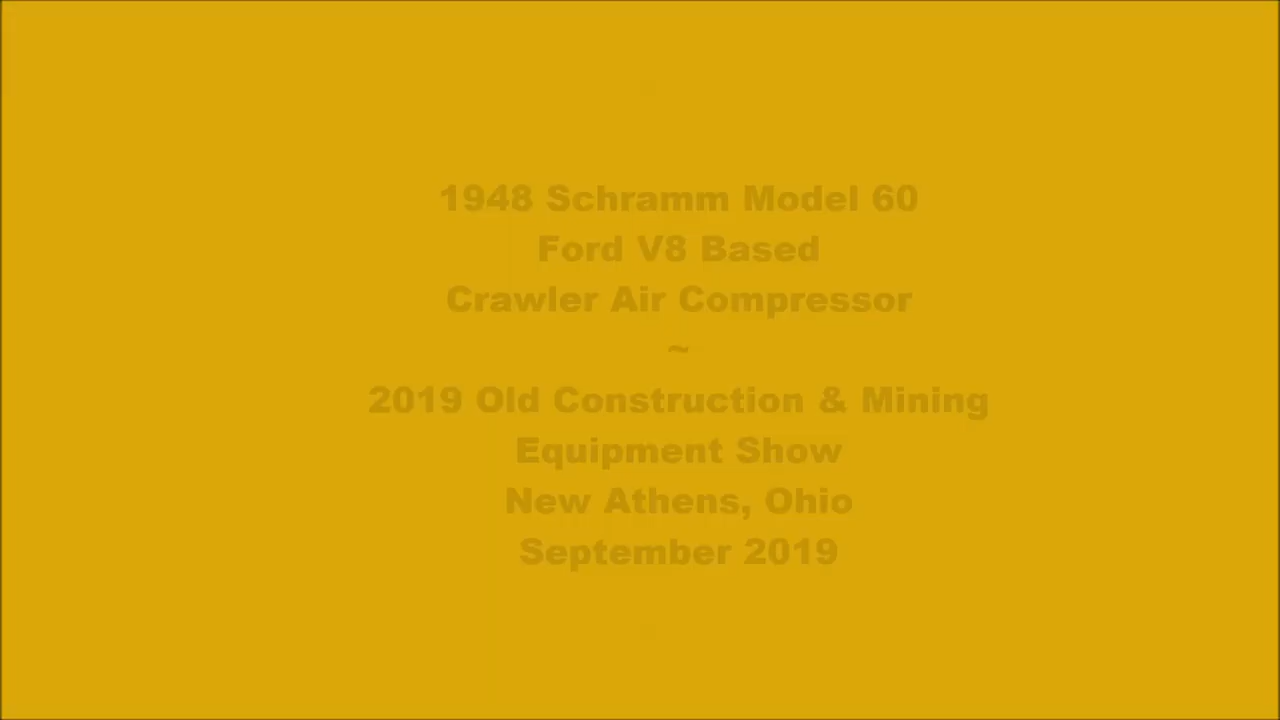 1948 Schramm Model 60
Ford V8 Based
Crawler Air Compressor
~
2019 Old Construction & Mining
Equipment Show
New Athens, Ohio
September 2019